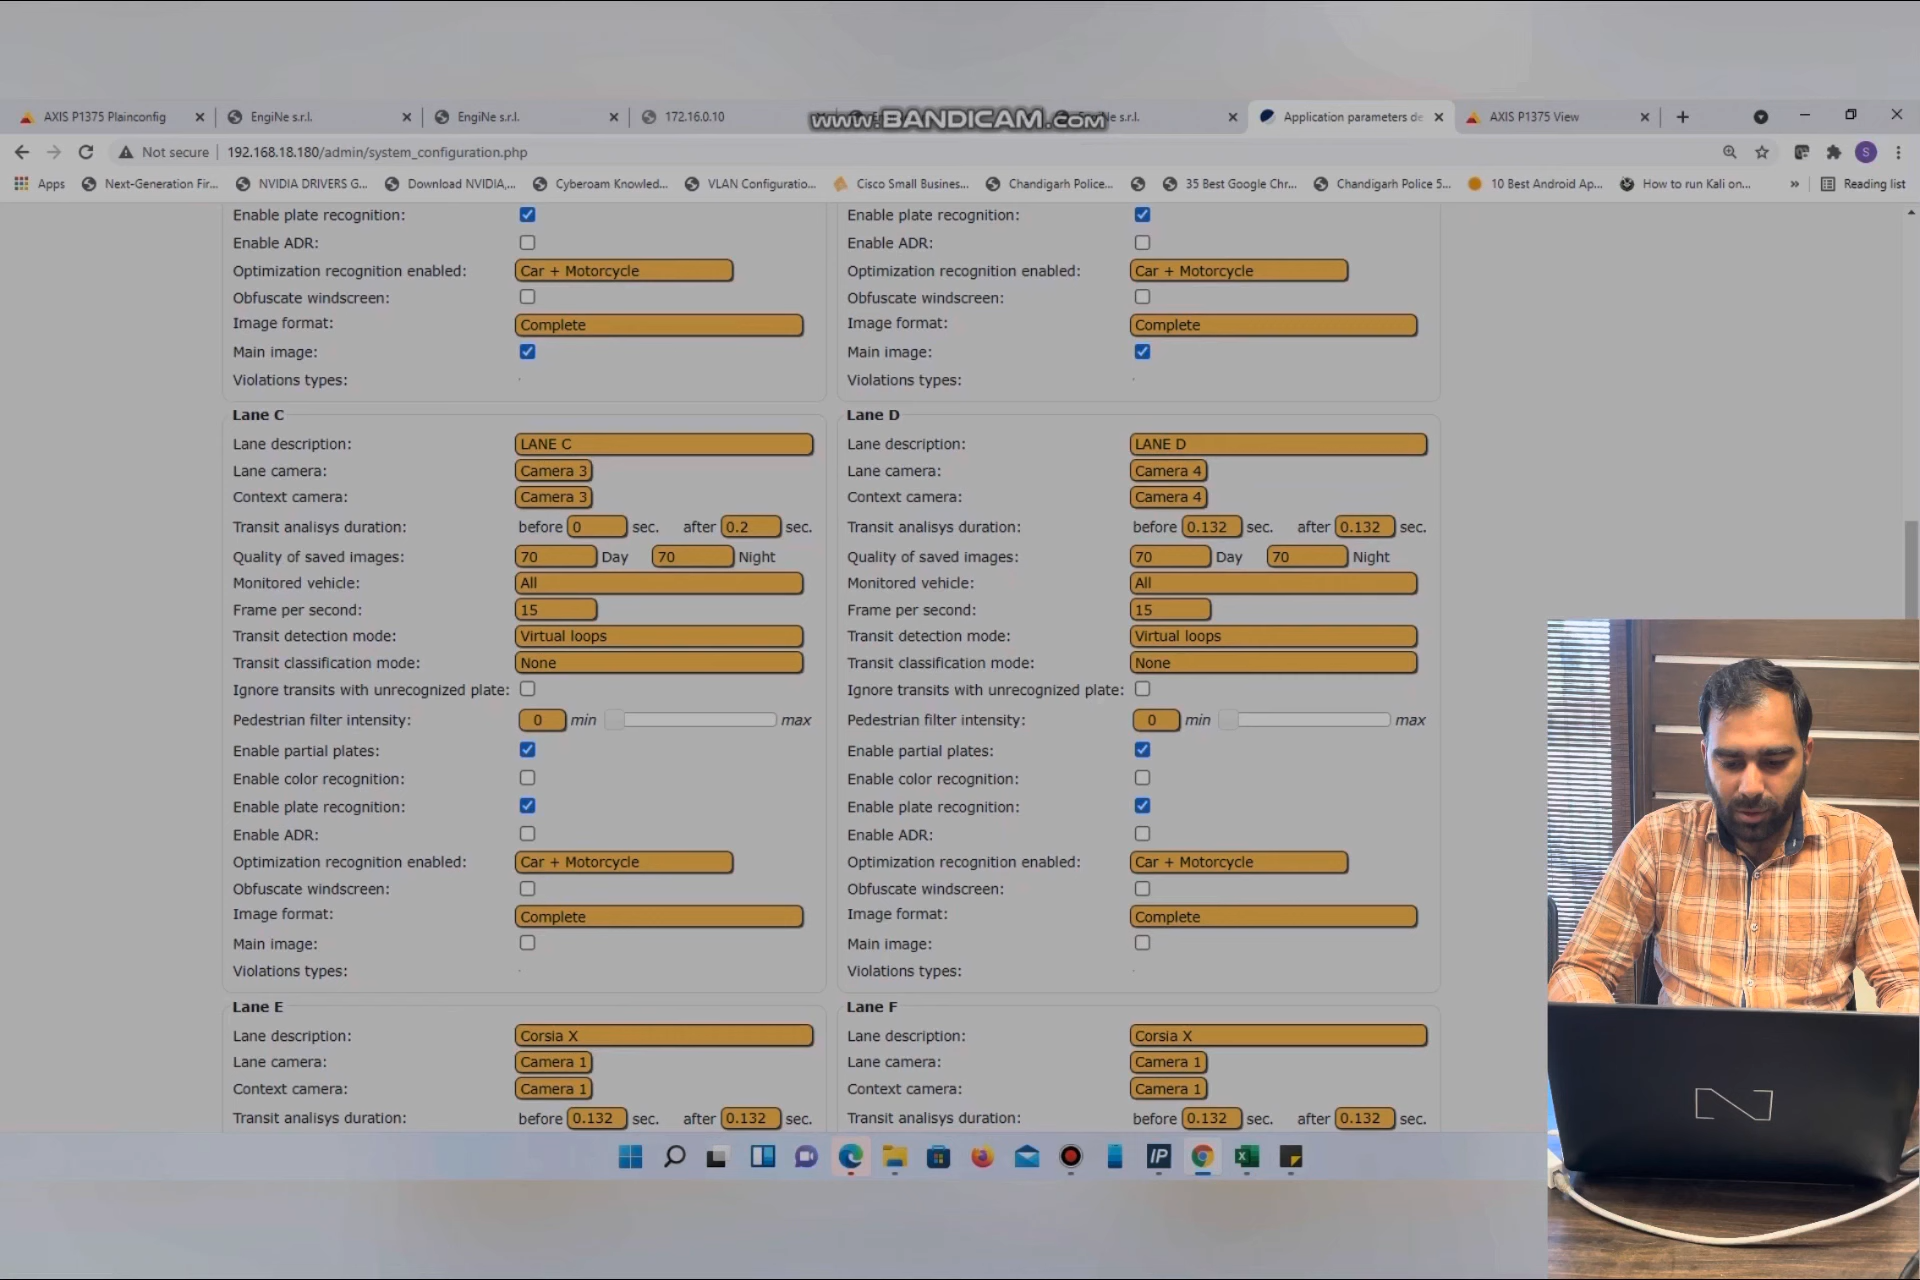 AXIS P1375 Plainconfig
EngiNe s.r.l.
EngiNe s.r.l.
172.16.0.10
www.BANDICAM.com
e s.r.l.
Application parameters de
AXIS P1375 View
Not secure
192.168.18.180/admin/system_configuration.php
S
Apps
Next-Generation Fir...
NVIDIA DRIVERS G...
Download NVIDIA,...
Cyberoam Knowled...
VLAN Configuratio...
Cisco Small Busines...
Chandigarh Police...
35 Best Google Chr...
Chandigarh Police 5...
10 Best Android Ap...
How to run Kali on...
»
Reading list
Enable plate recognition:
Enable plate recognition:
Enable ADR:
Enable ADR:
Optimization recognition enabled: Car + Motorcycle
Optimization recognition enabled: Car + Motorcycle
Obfuscate windscreen:
Obfuscate windscreen:
Image format: Complete
Image format: Complete
Main image:
Main image:
Violations types:
Violations types:
Lane C
Lane description: LANE C
Lane camera: Camera 3
Context camera: Camera 3
Transit analisys duration: before 0 sec. after 0.2 sec.
Quality of saved images: 70 Day 70 Night
Monitored vehicle: All
Frame per second: 15
Transit detection mode: Virtual loops
Transit classification mode: None
Ignore transits with unrecognized plate:
Pedestrian filter intensity: 0 min max
Enable partial plates:
Enable color recognition:
Enable plate recognition:
Enable ADR:
Optimization recognition enabled: Car + Motorcycle
Obfuscate windscreen:
Image format: Complete
Main image:
Violations types:
Lane D
Lane description: LANE D
Lane camera: Camera 4
Context camera: Camera 4
Transit analisys duration: before 0.132 sec. after 0.132 sec.
Quality of saved images: 70 Day 70 Night
Monitored vehicle: All
Frame per second: 15
Transit detection mode: Virtual loops
Transit classification mode: None
Ignore transits with unrecognized plate:
Pedestrian filter intensity: 0 min max
Enable partial plates:
Enable color recognition:
Enable plate recognition:
Enable ADR:
Optimization recognition enabled: Car + Motorcycle
Obfuscate windscreen:
Image format: Complete
Main image:
Violations types:
Lane E
Lane description: Corsia X
Lane camera: Camera 1
Context camera: Camera 1
Transit analisys duration: before 0.132 sec. after 0.132 sec.
Lane F
Lane description: Corsia X
Lane camera: Camera 1
Context camera: Camera 1
Transit analisys duration: before 0.132 sec. after 0.132 sec.
IP